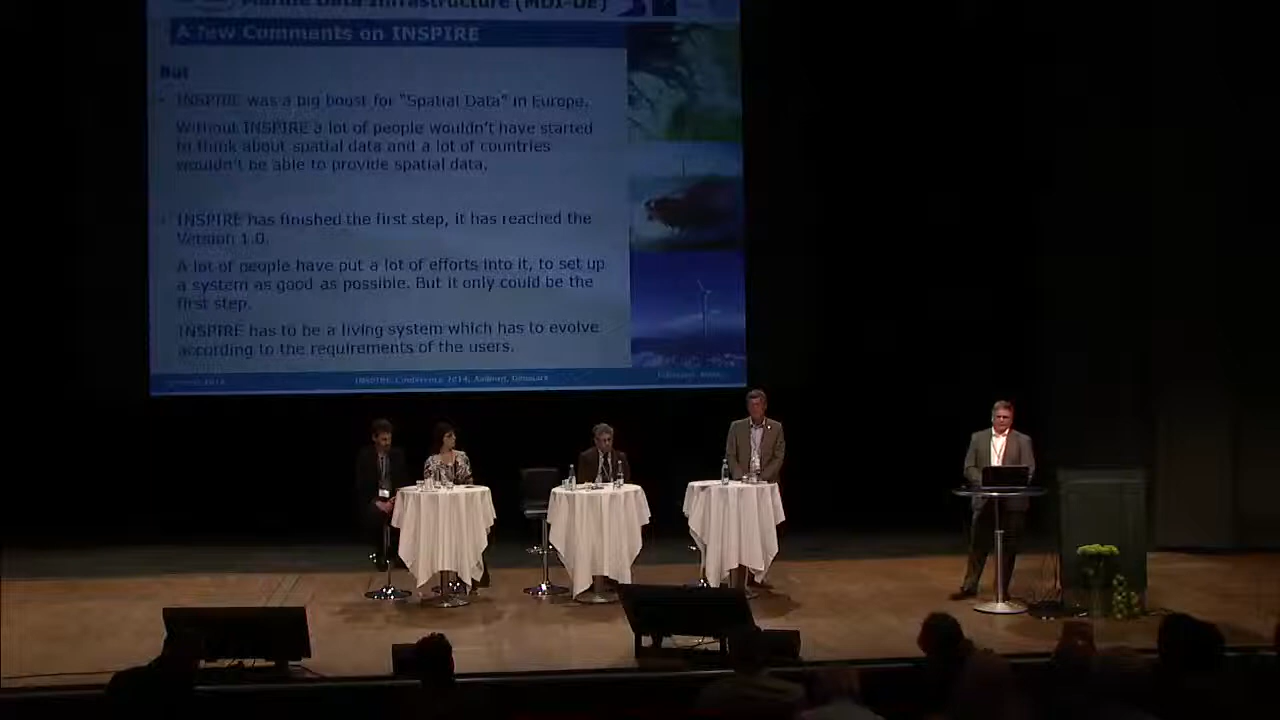 Marine Data Infrastructure (MDI-DE)
A few Comments on INSPIRE
But
INSPIRE was a big boost for "Spatial Data" in Europe.
Without INSPIRE a lot of people wouldn't have started
to think about spatial data and a lot of countries
wouldn't be able to provide spatial data.
INSPIRE has finished the first step, it has reached the
Version 1.0.
A lot of people have put a lot of efforts into it, to set up
a system as good as possible. But it only could be the
first step.
INSPIRE has to be a living system which has to evolve
according to the requirements of the users.
INSPIRE Conference 2014, Aalborg, Denmark